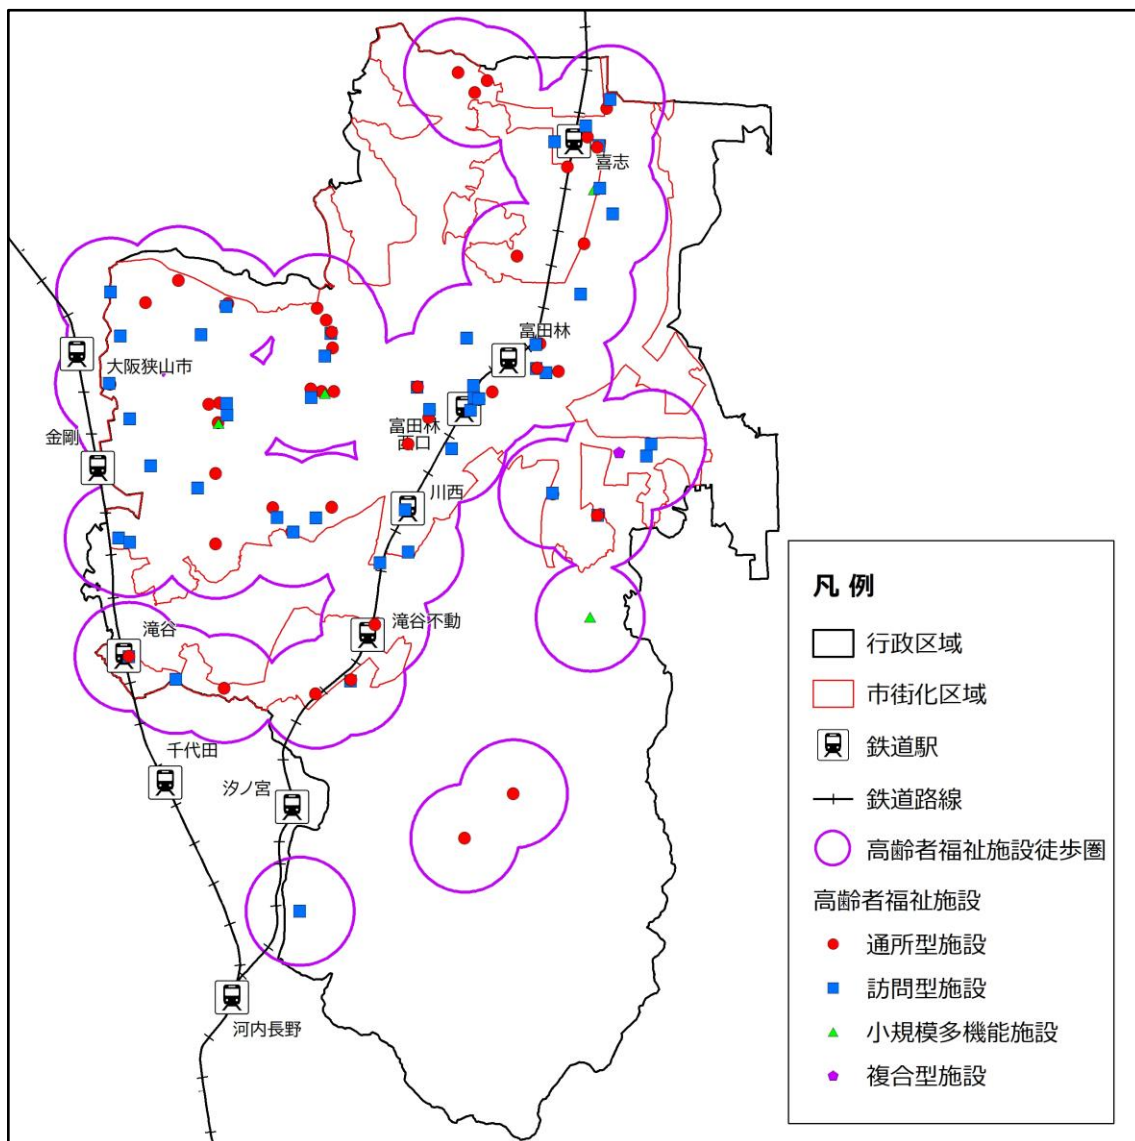 喜志
富田林
大阪狭山市
富田林
西口
金剛
川西
滝谷不動
滝谷
千代田
汐ノ宮
河内長野
凡 例
行政区域
市街化区域
鉄道駅
鉄道路線
高齢者福祉施設徒歩圏
高齢者福祉施設
通所型施設
訪問型施設
小規模多機能施設
複合型施設